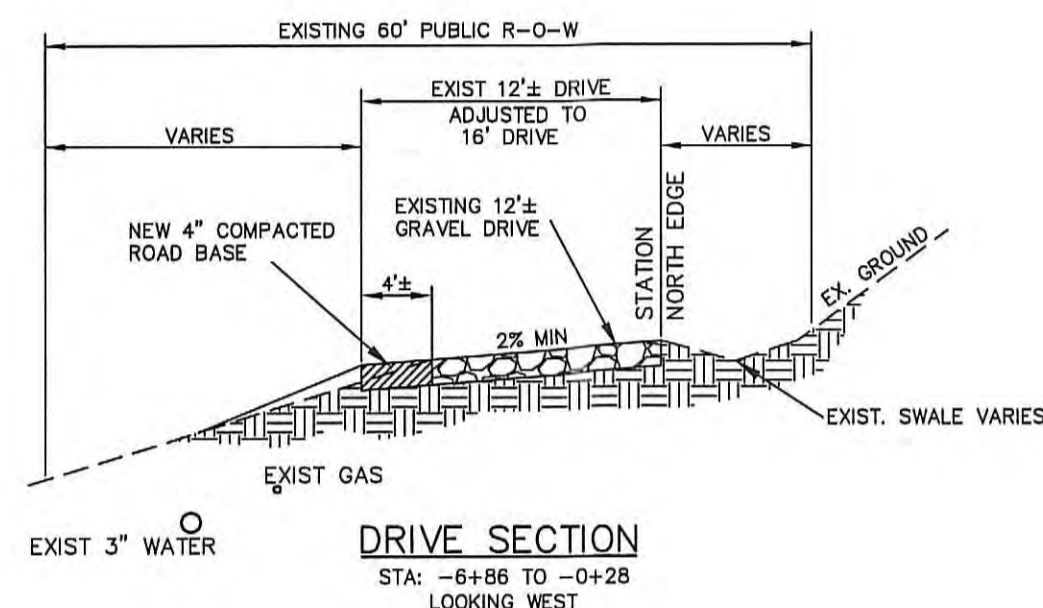 EXISTING 60' PUBLIC R-O-W
EXIST 12'± DRIVE
ADJUSTED TO
16' DRIVE
VARIES
VARIES
NEW 4" COMPACTED
ROAD BASE
EXISTING 12'±
GRAVEL DRIVE
STATION
NORTH EDGE
EX. GROUND
4'±
2% MIN
EXIST. SWALE VARIES
EXIST GAS
EXIST 3" WATER
DRIVE SECTION
STA: -6+86 TO -0+28
LOOKING WEST